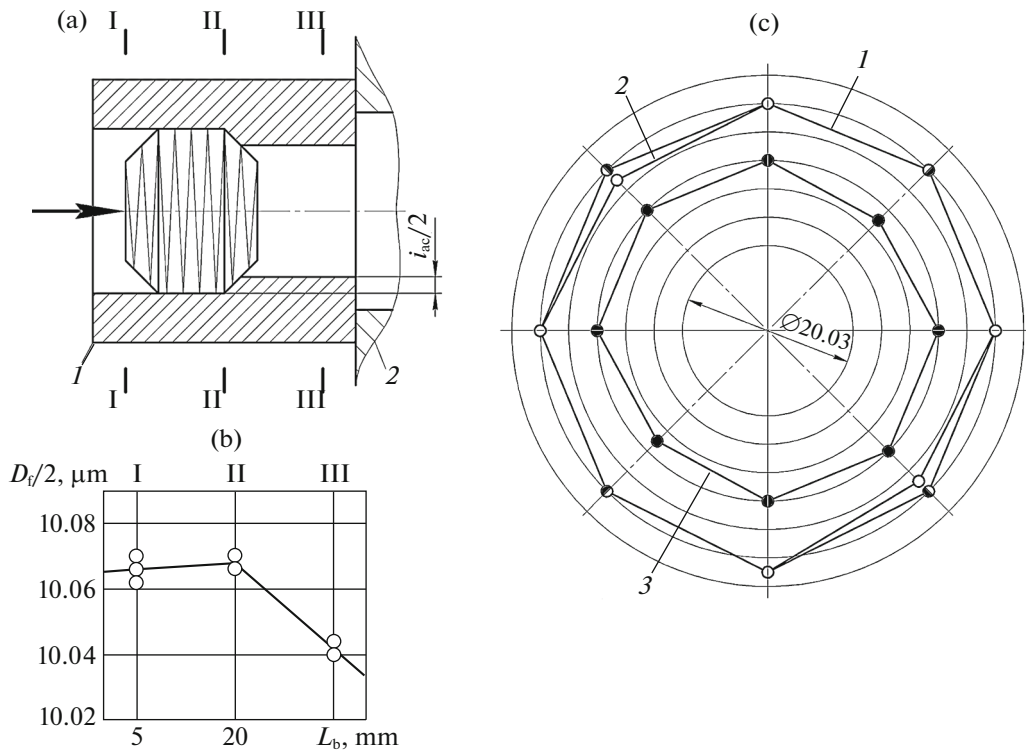 (a)
I II III
i_ac/2
1 2
I II III
(b)
D_f/2, μm I II III
10.08
10.06
10.04
10.02
5 20 L_b, mm
(c)
1
2
∅20.03
3